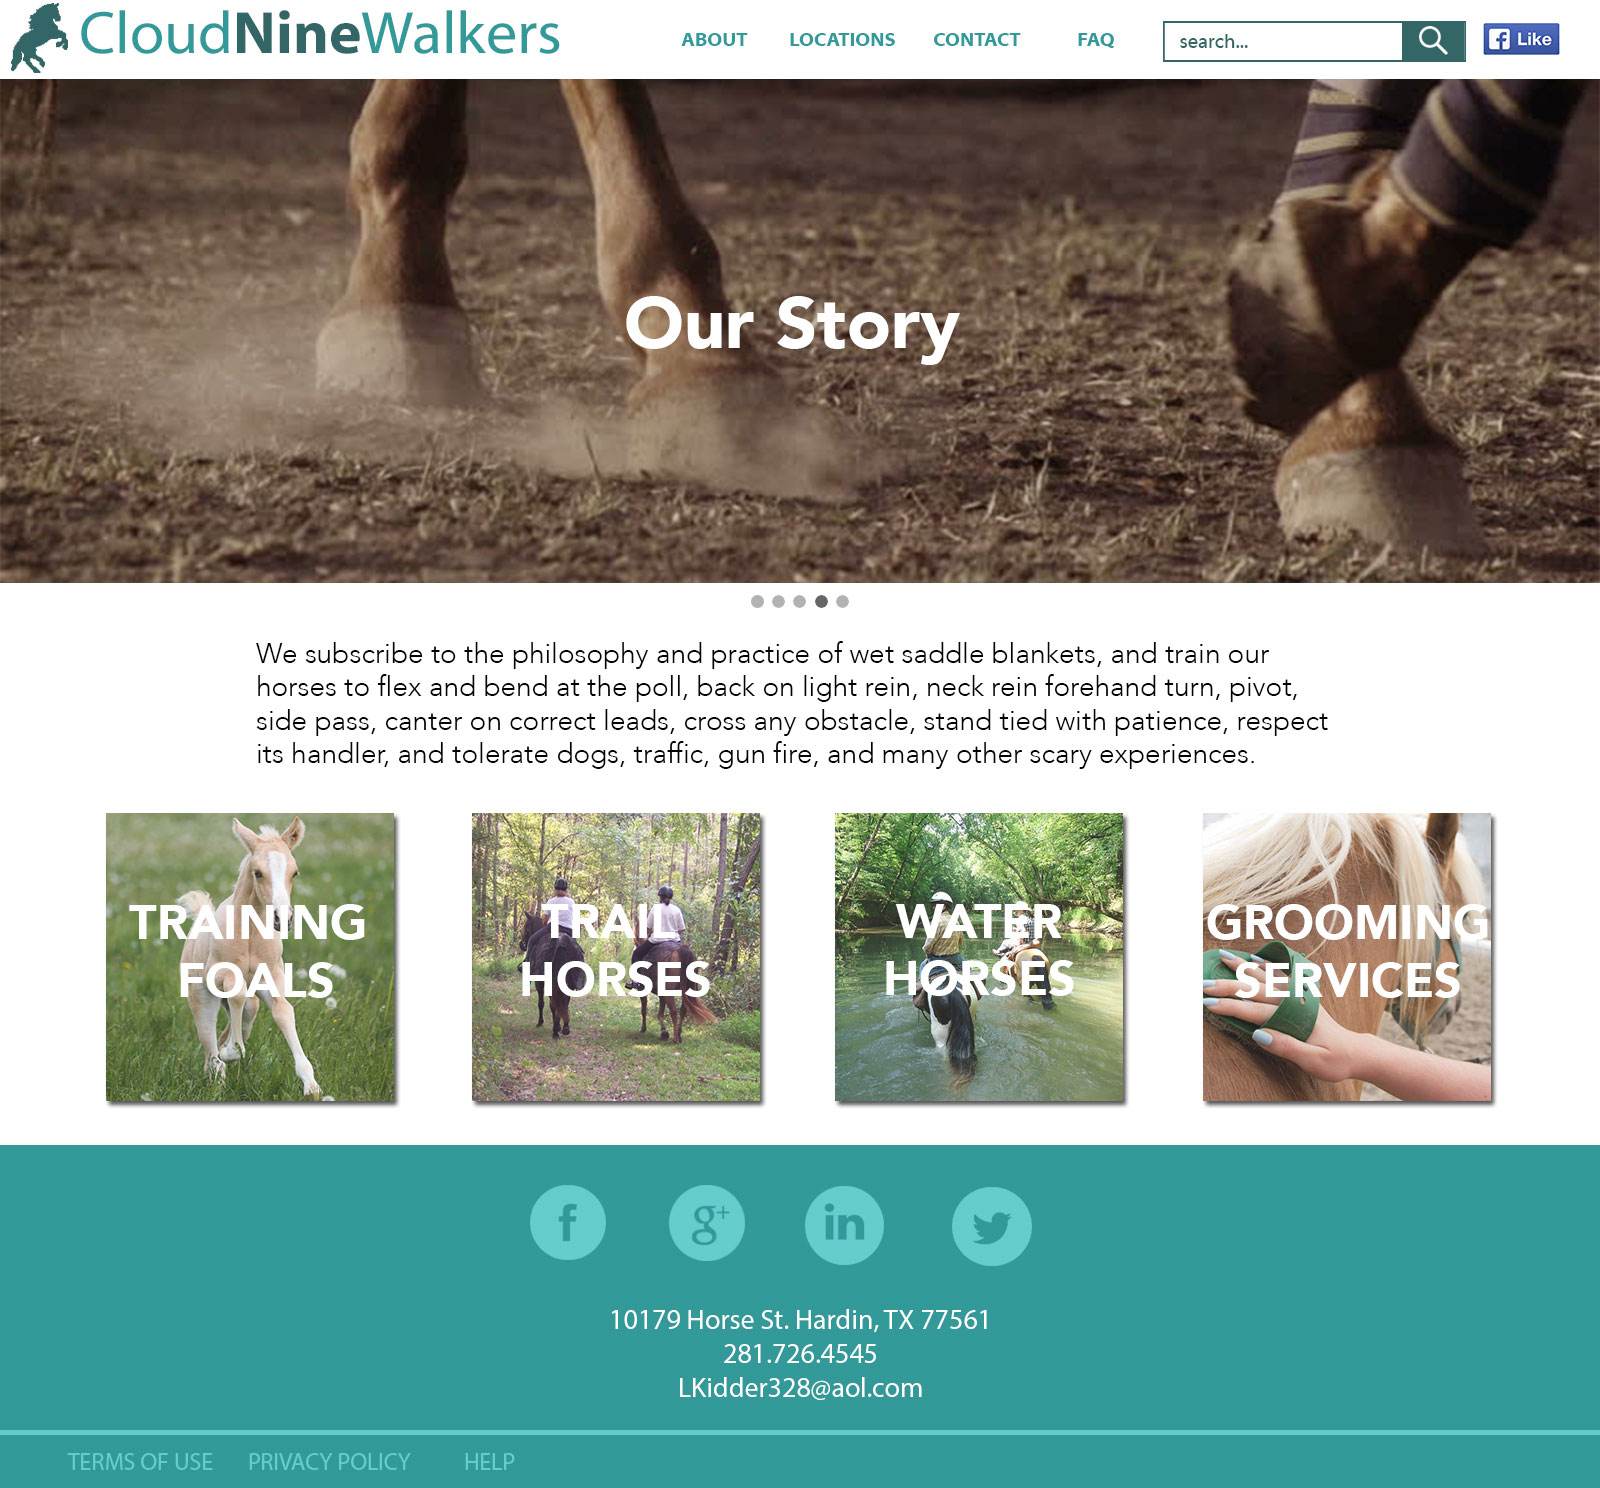 CloudNineWalkers
ABOUT LOCATIONS CONTACT FAQ search... Like
Our Story
We subscribe to the philosophy and practice of wet saddle blankets, and train our
horses to flex and bend at the poll, back on light rein, neck rein forehand turn, pivot,
side pass, canter on correct leads, cross any obstacle, stand tied with patience, respect
its handler, and tolerate dogs, traffic, gun fire, and many other scary experiences.
TRAINING
FOALS
TRAIL
HORSES
WATER
HORSES
GROOMING
SERVICES
f g+ in
10179 Horse St. Hardin, TX 77561
281.726.4545
LKidder328@aol.com
TERMS OF USE PRIVACY POLICY HELP